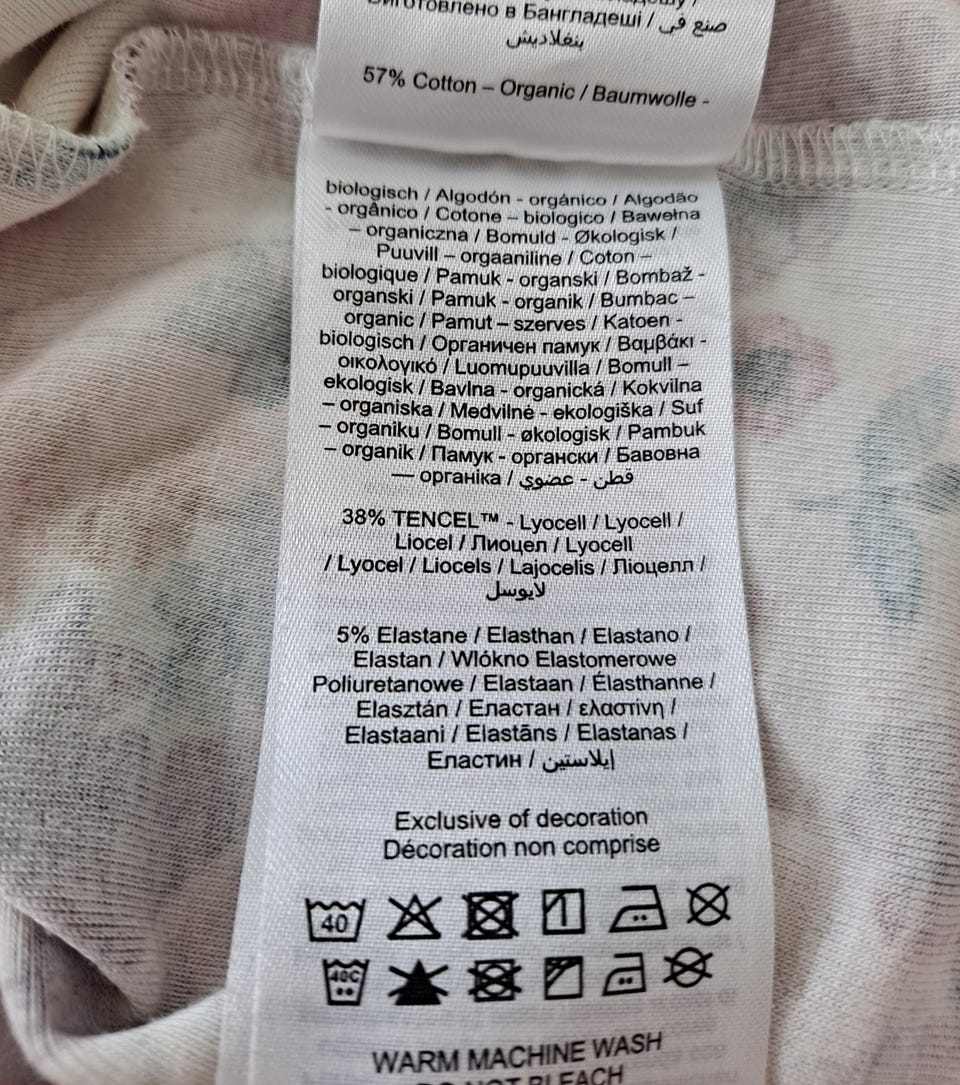 Виготовлено в Бангладеші / صنع في
بنغلاديش
57% Cotton – Organic / Baumwolle -
biologisch / Algodón - orgánico / Algodão
- orgânico / Cotone – biologico / Bawełna
– organiczna / Bomuld - Økologisk /
Puuvill – orgaaniline / Coton –
biologique / Pamuk - organski / Bombaž -
organski / Pamuk - organik / Bumbac –
organic / Pamut – szerves / Katoen -
biologisch / Органичен памук / Βαμβάκι -
οικολογικό / Luomupuuvilla / Bomull –
ekologisk / Bavlna - organická / Kokvilna
– organiska / Medvilnė - ekologiška / Suf
– organiku / Bomull - økologisk / Pambuk
– organik / Памук - органски / Бавовна
— органіка / قطن - عضوي
38% TENCEL™ - Lyocell / Lyocell /
Liocel / Лиоцел / Lyocell
/ Lyocel / Liocels / Lajocelis / Ліоцелл /
لايوسل
5% Elastane / Elasthan / Elastano /
Elastan / Wlókno Elastomerowe
Poliuretanowe / Elastaan / Élasthanne /
Elasztán / Еластан / ελαστίνη /
Elastaani / Elastāns / Elastanas /
Еластин / إيلاستين
Exclusive of decoration
Décoration non comprise
40
40C
WARM MACHINE WASH
DO NOT BLEACH